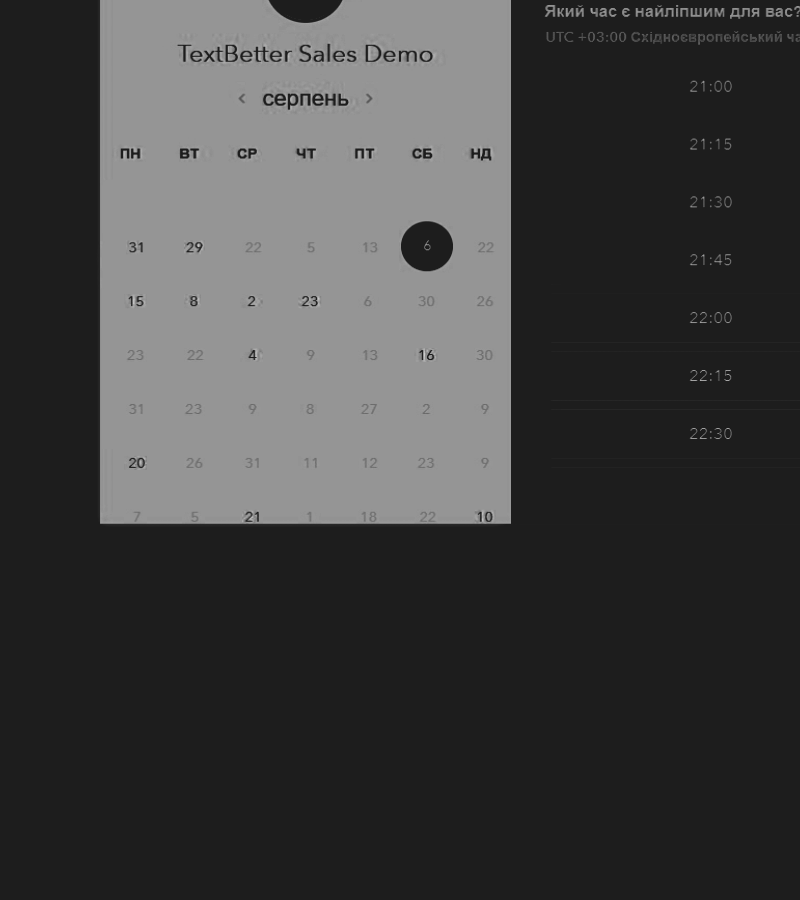 TextBetter Sales Demo
‹ серпень ›
ПН ВТ СР ЧТ ПТ СБ НД
31 29 22 5 13 6 22
15 8 2 23 6 30 26
23 22 4 9 13 16 30
31 23 9 8 27 2 9
20 26 31 11 12 23 9
7 5 21 1 18 22 10
Який час є найліпшим для вас?
UTC +03:00 Східноєвропейський ча
21:00
21:15
21:30
21:45
22:00
22:15
22:30